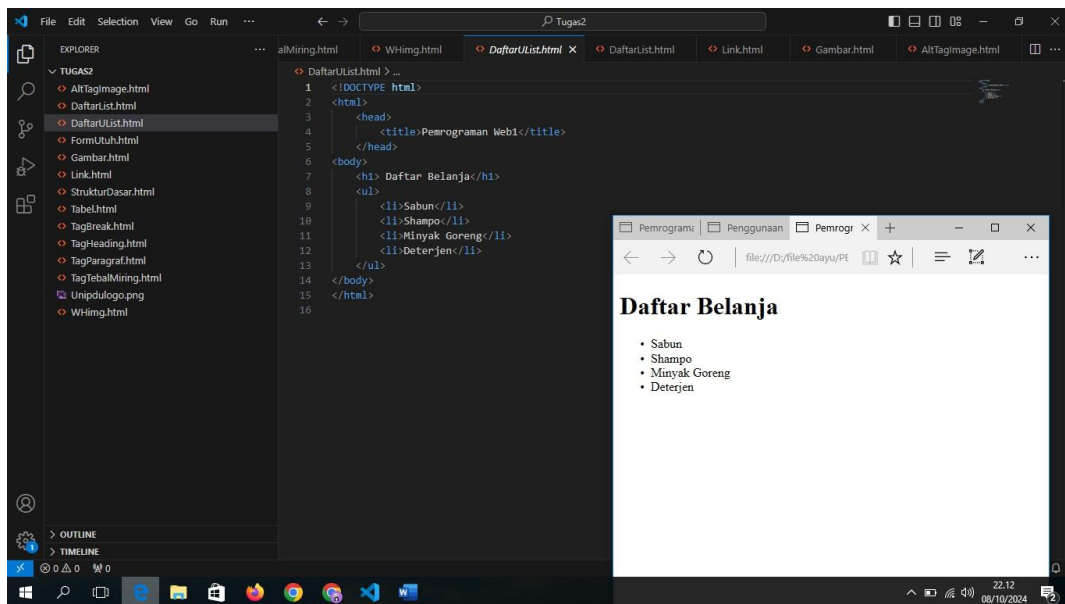 File Edit Selection View Go Run ··· ← → Tugas2
EXPLORER ···
TUGAS2
AltTagImage.html
DaftarList.html
DaftarUList.html
FormUtuh.html
Gambar.html
Link.html
StrukturDasar.html
Tabel.html
TagBreak.html
TagHeading.html
TagParagraf.html
TagTebalMiring.html
Unipdulogo.png
WHimg.html
OUTLINE
TIMELINE
alMiring.html WHimg.html DaftarUList.html DaftarList.html Link.html Gambar.html AltTagImage.html ···
DaftarUList.html > ...
1 <!DOCTYPE html>
2 <html>
3 <head>
4 <title>Pemrograman Web1</title>
5 </head>
6 <body>
7 <h1> Daftar Belanja</h1>
8 <ul>
9 <li>Sabun</li>
10 <li>Shampo</li>
11 <li>Minyak Goreng</li>
12 <li>Deterjen</li>
13 </ul>
14 </body>
15 </html>
16
Pemrograma Penggunaan Pemrogr
file:///D:/file%20ayu/PE
Daftar Belanja
• Sabun
• Shampo
• Minyak Goreng
• Deterjen
1
0 0 0
22.12
08/10/2024
2